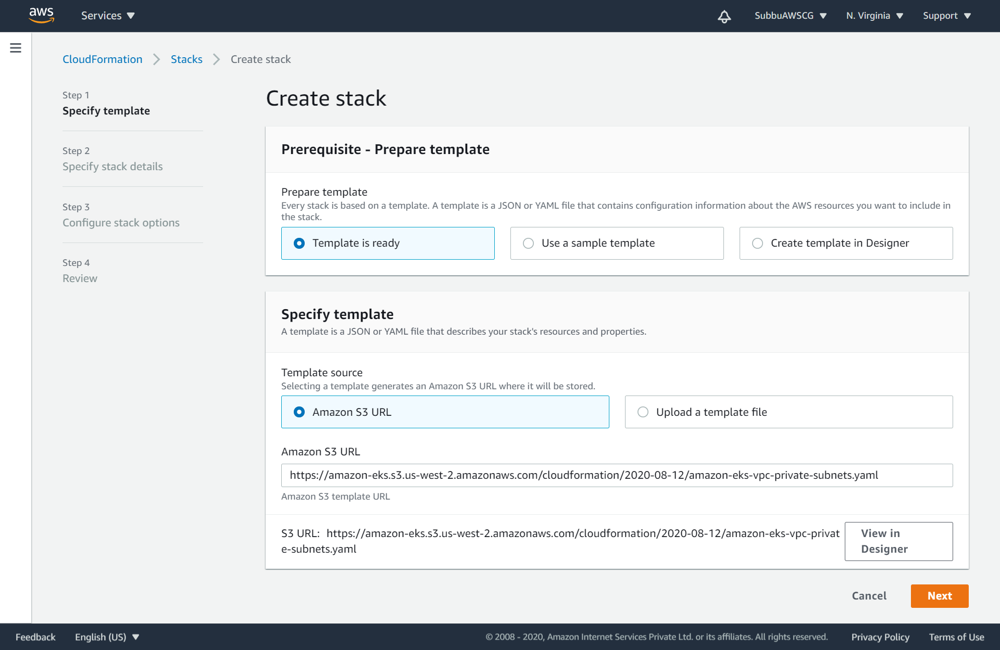 aws
Services
SubbuAWSCG
N. Virginia
Support
CloudFormation
Stacks
Create stack
Step 1
Specify template
Step 2
Specify stack details
Step 3
Configure stack options
Step 4
Review
Create stack
Prerequisite - Prepare template
Prepare template
Every stack is based on a template. A template is a JSON or YAML file that contains configuration information about the AWS resources you want to include in
the stack.
Template is ready
Use a sample template
Create template in Designer
Specify template
A template is a JSON or YAML file that describes your stack's resources and properties.
Template source
Selecting a template generates an Amazon S3 URL where it will be stored.
Amazon S3 URL
Upload a template file
Amazon S3 URL
https://amazon-eks.s3.us-west-2.amazonaws.com/cloudformation/2020-08-12/amazon-eks-vpc-private-subnets.yaml
Amazon S3 template URL
S3 URL: https://amazon-eks.s3.us-west-2.amazonaws.com/cloudformation/2020-08-12/amazon-eks-vpc-privat
e-subnets.yaml
View in
Designer
Cancel
Next
Feedback
English (US)
© 2008 - 2020, Amazon Internet Services Private Ltd. or its affiliates. All rights reserved.
Privacy Policy
Terms of Use